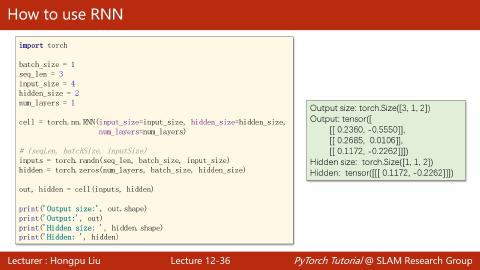 How to use RNN
import torch
batch_size = 1
seq_len = 3
input_size = 4
hidden_size = 2
num_layers = 1
cell = torch.nn.RNN(input_size=input_size, hidden_size=hidden_size,
num_layers=num_layers)
# (seqLen, batchSize, inputSize)
inputs = torch.randn(seq_len, batch_size, input_size)
hidden = torch.zeros(num_layers, batch_size, hidden_size)
out, hidden = cell(inputs, hidden)
print('Output size:', out.shape)
print('Output:', out)
print('Hidden size: ', hidden.shape)
print('Hidden: ', hidden)
Output size: torch.Size([3, 1, 2])
Output: tensor([
[[ 0.2360, -0.5550]],
[[ 0.2685, 0.0106]],
[[ 0.1172, -0.2262]]])
Hidden size: torch.Size([1, 1, 2])
Hidden: tensor([[[ 0.1172, -0.2262]]])
Lecturer : Hongpu Liu
Lecture 12-36
PyTorch Tutorial @ SLAM Research Group